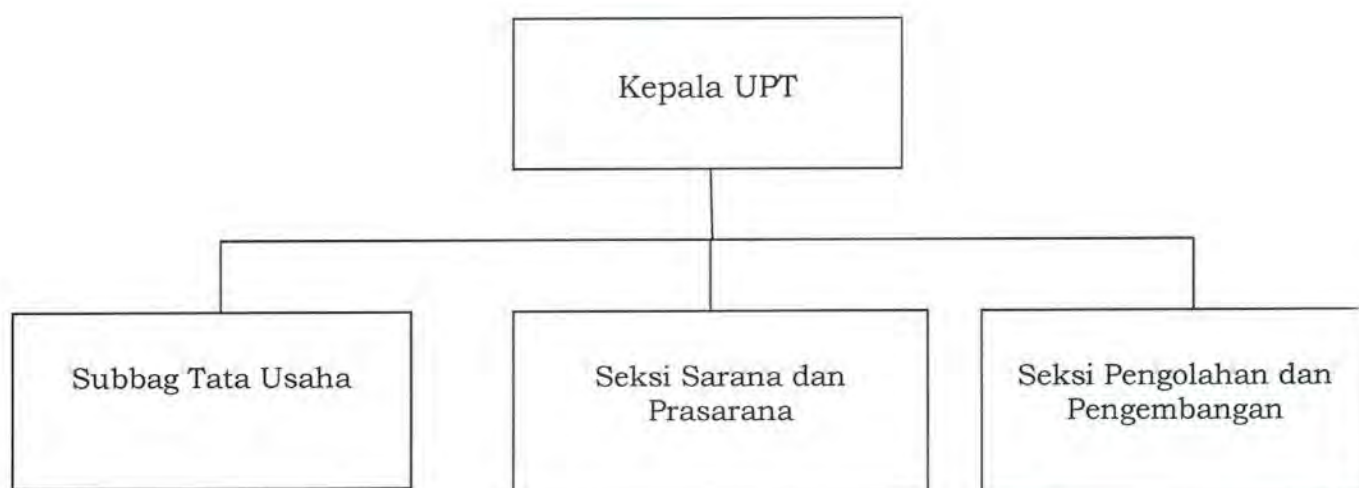 Kepala UPT
Subbag Tata Usaha
Seksi Sarana dan
Prasarana
Seksi Pengolahan dan
Pengembangan